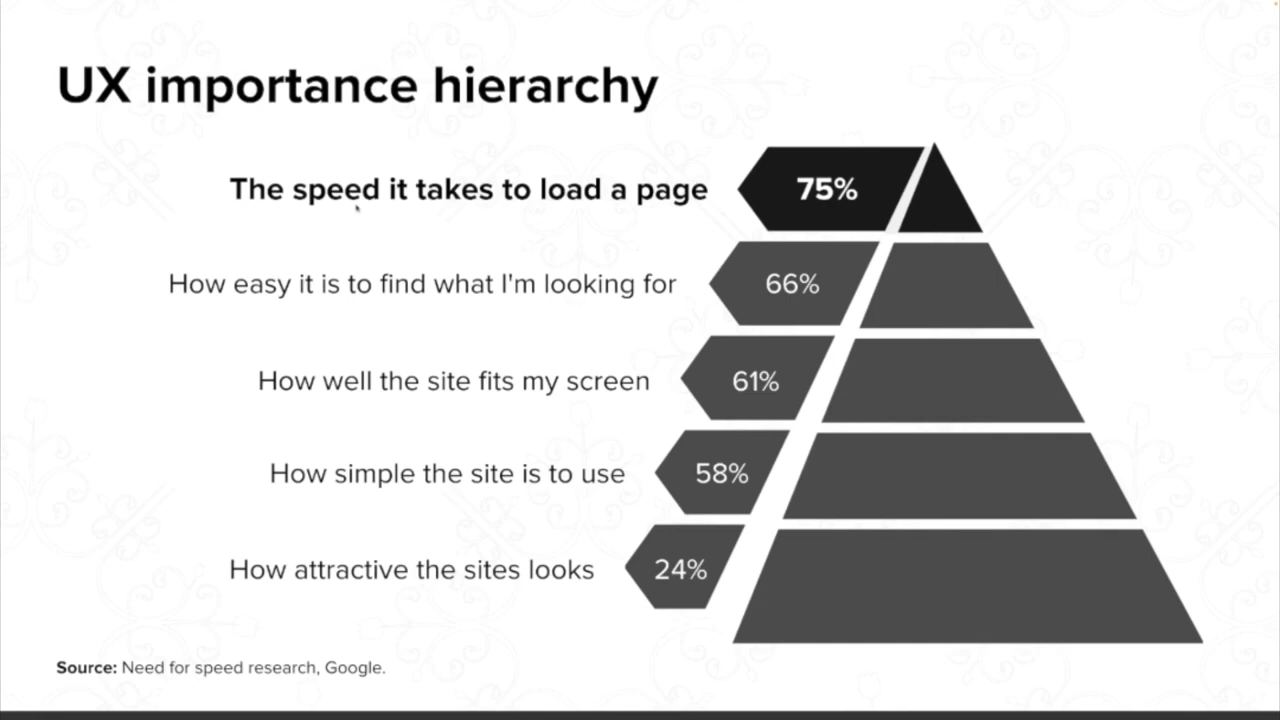 UX importance hierarchy
The speed it takes to load a page 75%
How easy it is to find what I'm looking for 66%
How well the site fits my screen 61%
How simple the site is to use 58%
How attractive the sites looks 24%
Source: Need for speed research, Google.